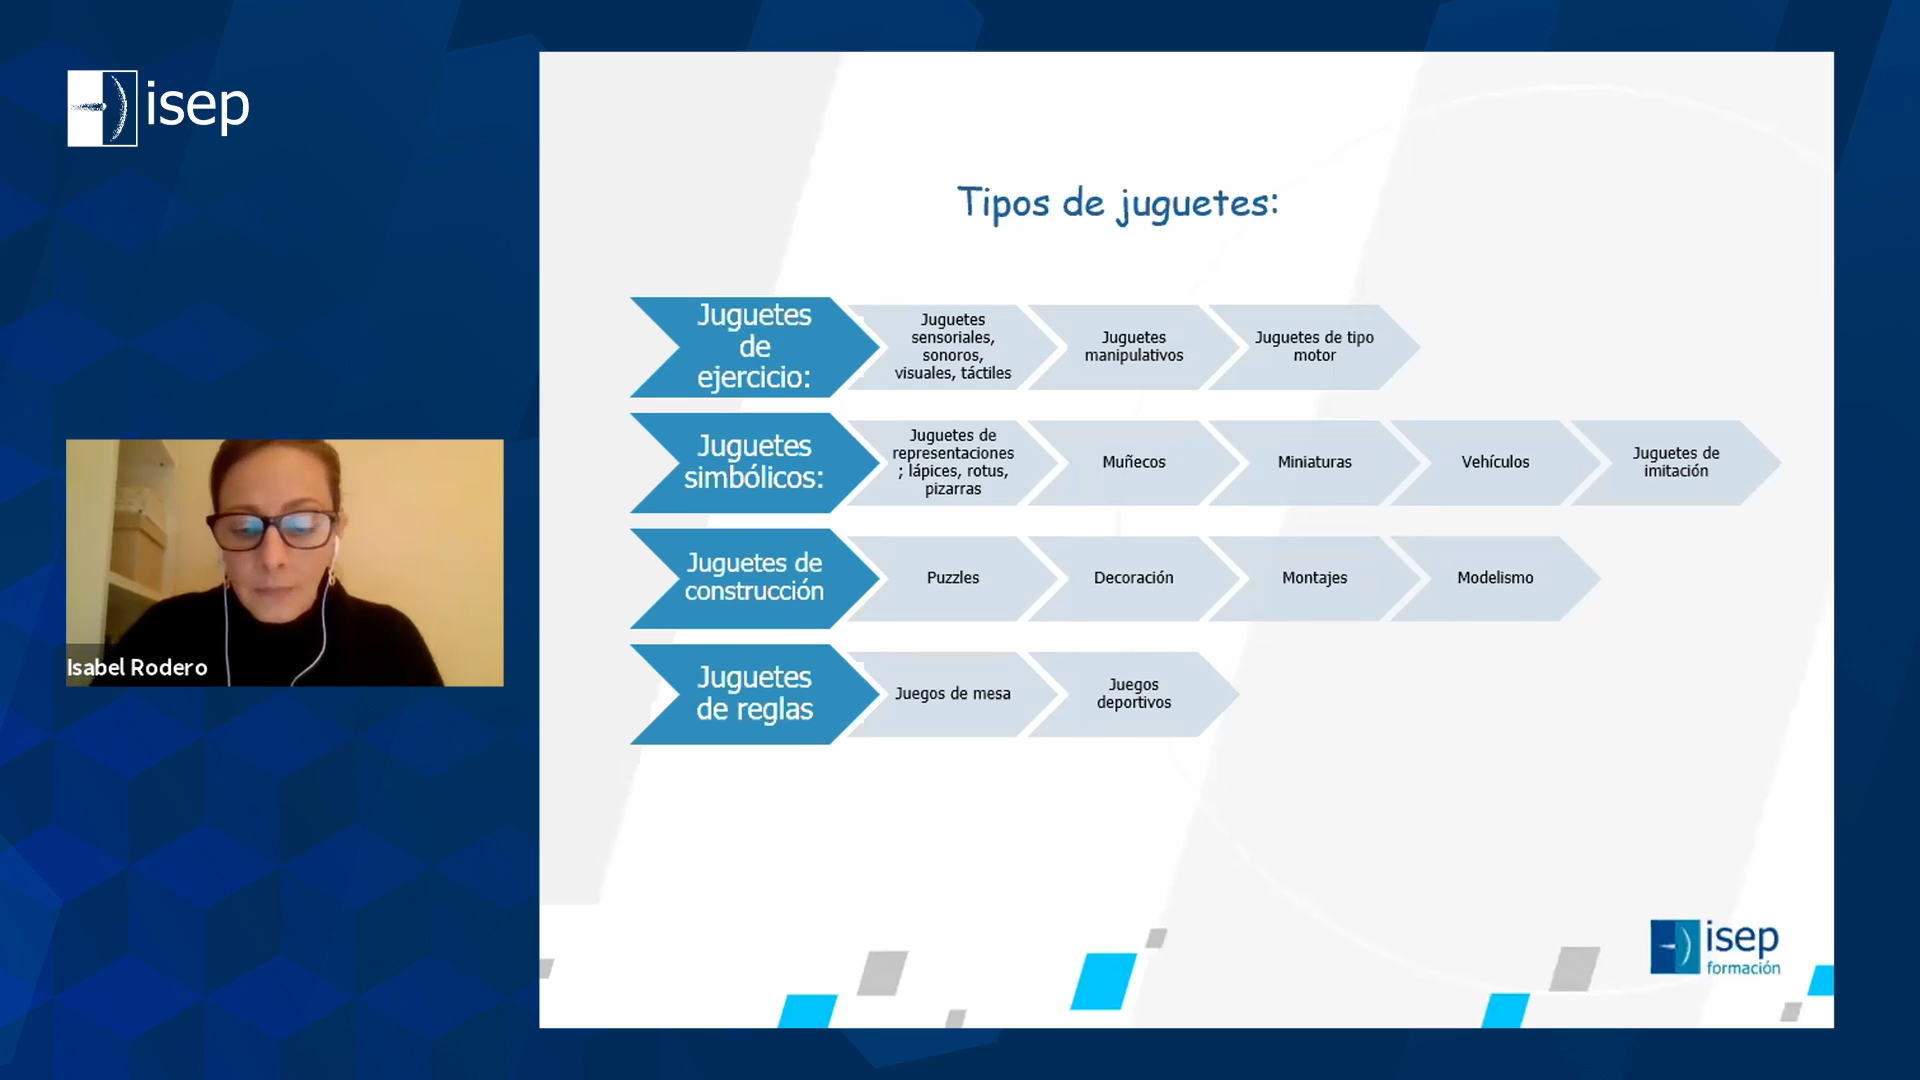 isep
Tipos de juguetes:
Juguetes
de
ejercicio:
Juguetes
sensoriales,
sonoros,
visuales, táctiles
Juguetes
manipulativos
Juguetes de tipo
motor
Juguetes
simbólicos:
Juguetes de
representaciones
; lápices, rotus,
pizarras
Muñecos
Miniaturas
Vehículos
Juguetes de
imitación
Juguetes de
construcción
Puzzles
Decoración
Montajes
Modelismo
Juguetes
de reglas
Juegos de mesa
Juegos
deportivos
Isabel Rodero
isep
formación